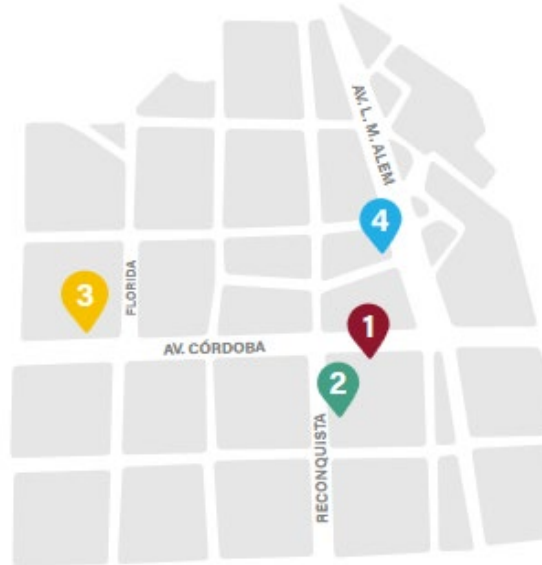 AV. L. M. ALEM
4
3
FLORIDA
1
AV. CÓRDOBA
2
RECONQUISTA